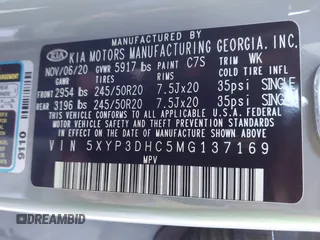 MANUFACTURED BY
KIA KIA MOTORS MANUFACTURING GEORGIA, INC.
NOV/06/20 GVWR 5917 lbs PAINT C7S TRIM WK
TIRES RIMS
FRONT 2954 lbs 245/50R20 7.5Jx20 35psi SINGLE
REAR 3196 lbs 245/50R20 7.5Jx20 35psi SINGLE
THIS VEHICLE CONFORMS TO ALL APPLICABLE U.S. FEDERAL
MOTOR VEHICLE SAFETY AND THEFT PREVENTION STANDARDS
IN EFFECT ON THE DATE OF MANUFACTURE SHOWN ABOVE.
VIN 5XYP3DHC5MG137169
MPV
9110
DREAMBID